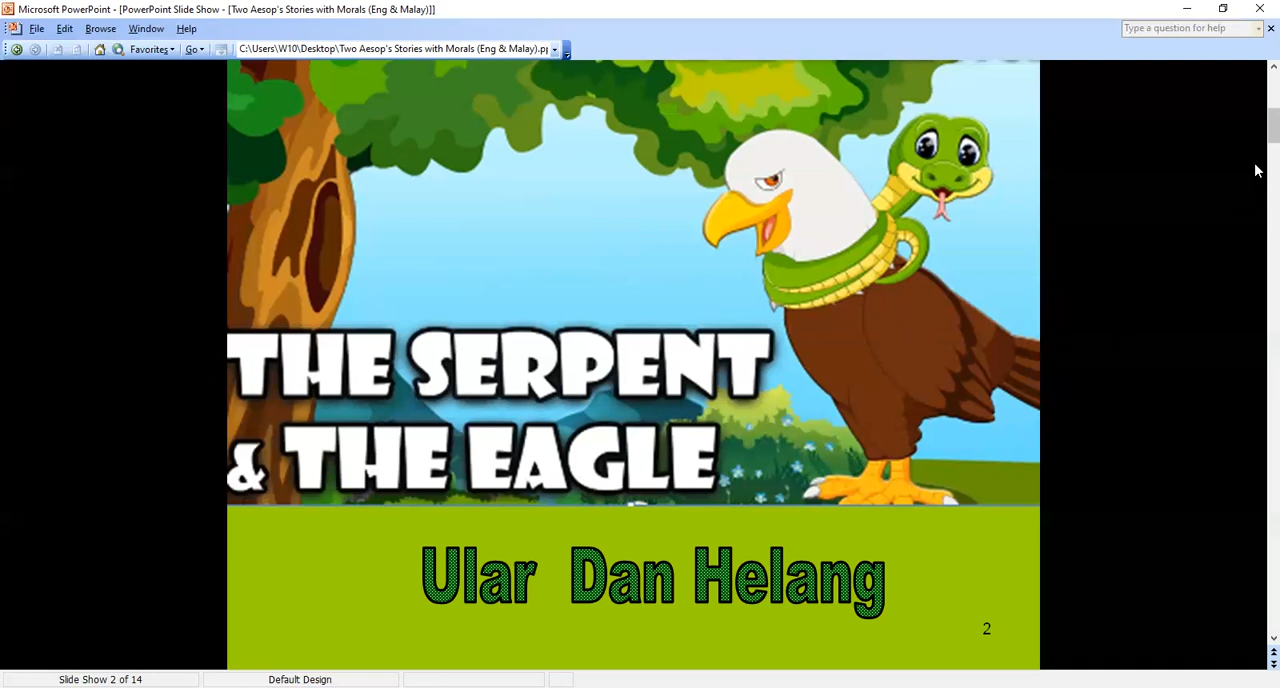 Microsoft PowerPoint - [PowerPoint Slide Show - [Two Aesop's Stories with Morals (Eng & Malay)]]
File Edit Browse Window Help
Type a question for help
Favorites Go C:\Users\W10\Desktop\Two Aesop's Stories with Morals (Eng & Malay).pp
THE SERPENT
& THE EAGLE
Ular Dan Helang
2
Slide Show 2 of 14 Default Design